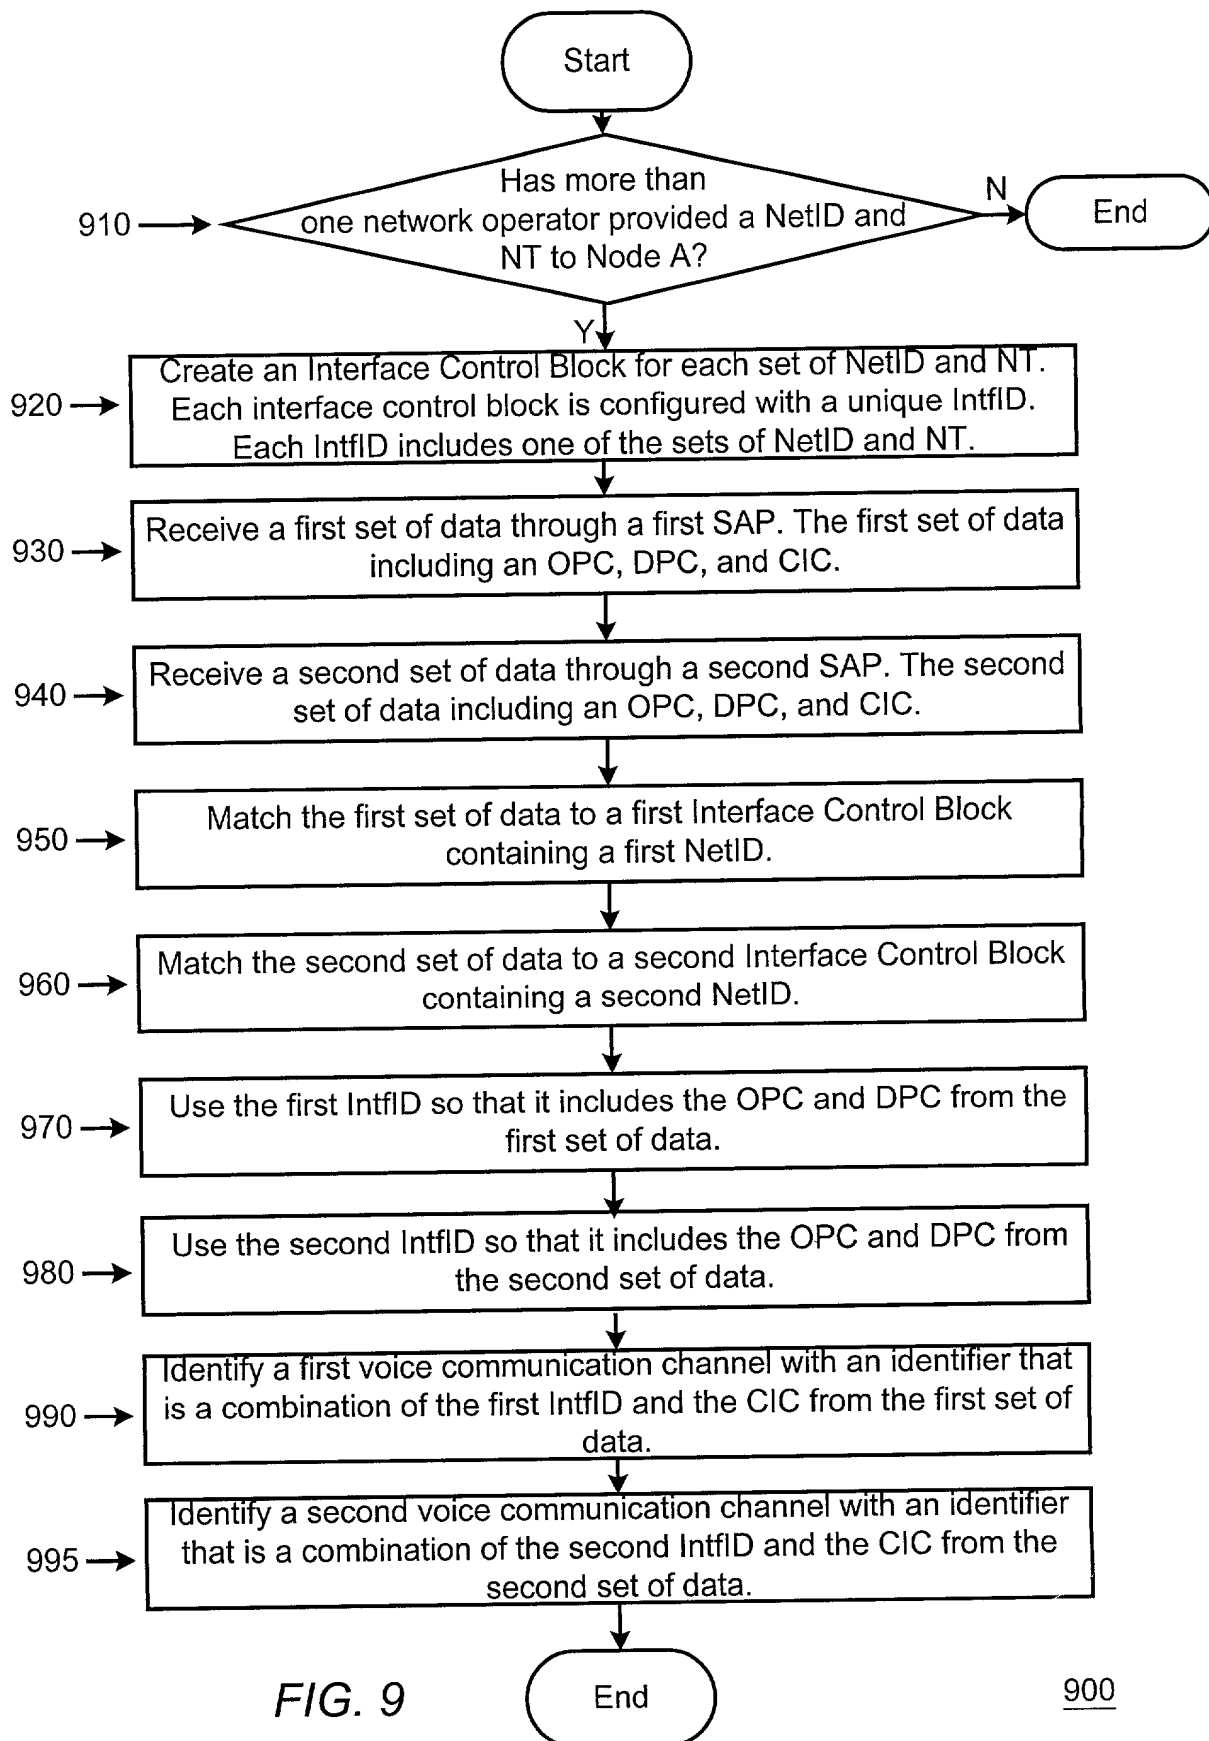 Start
Has more than
one network operator provided a NetID and
NT to Node A?
N
End
910
Y
Create an Interface Control Block for each set of NetID and NT.
Each interface control block is configured with a unique IntfID.
Each IntfID includes one of the sets of NetID and NT.
920
Receive a first set of data through a first SAP. The first set of data
including an OPC, DPC, and CIC.
930
Receive a second set of data through a second SAP. The second
set of data including an OPC, DPC, and CIC.
940
Match the first set of data to a first Interface Control Block
containing a first NetID.
950
Match the second set of data to a second Interface Control Block
containing a second NetID.
960
Use the first IntfID so that it includes the OPC and DPC from the
first set of data.
970
Use the second IntfID so that it includes the OPC and DPC from
the second set of data.
980
Identify a first voice communication channel with an identifier that
is a combination of the first IntfID and the CIC from the first set of
data.
990
Identify a second voice communication channel with an identifier
that is a combination of the second IntfID and the CIC from the
second set of data.
995
End
FIG. 9
900